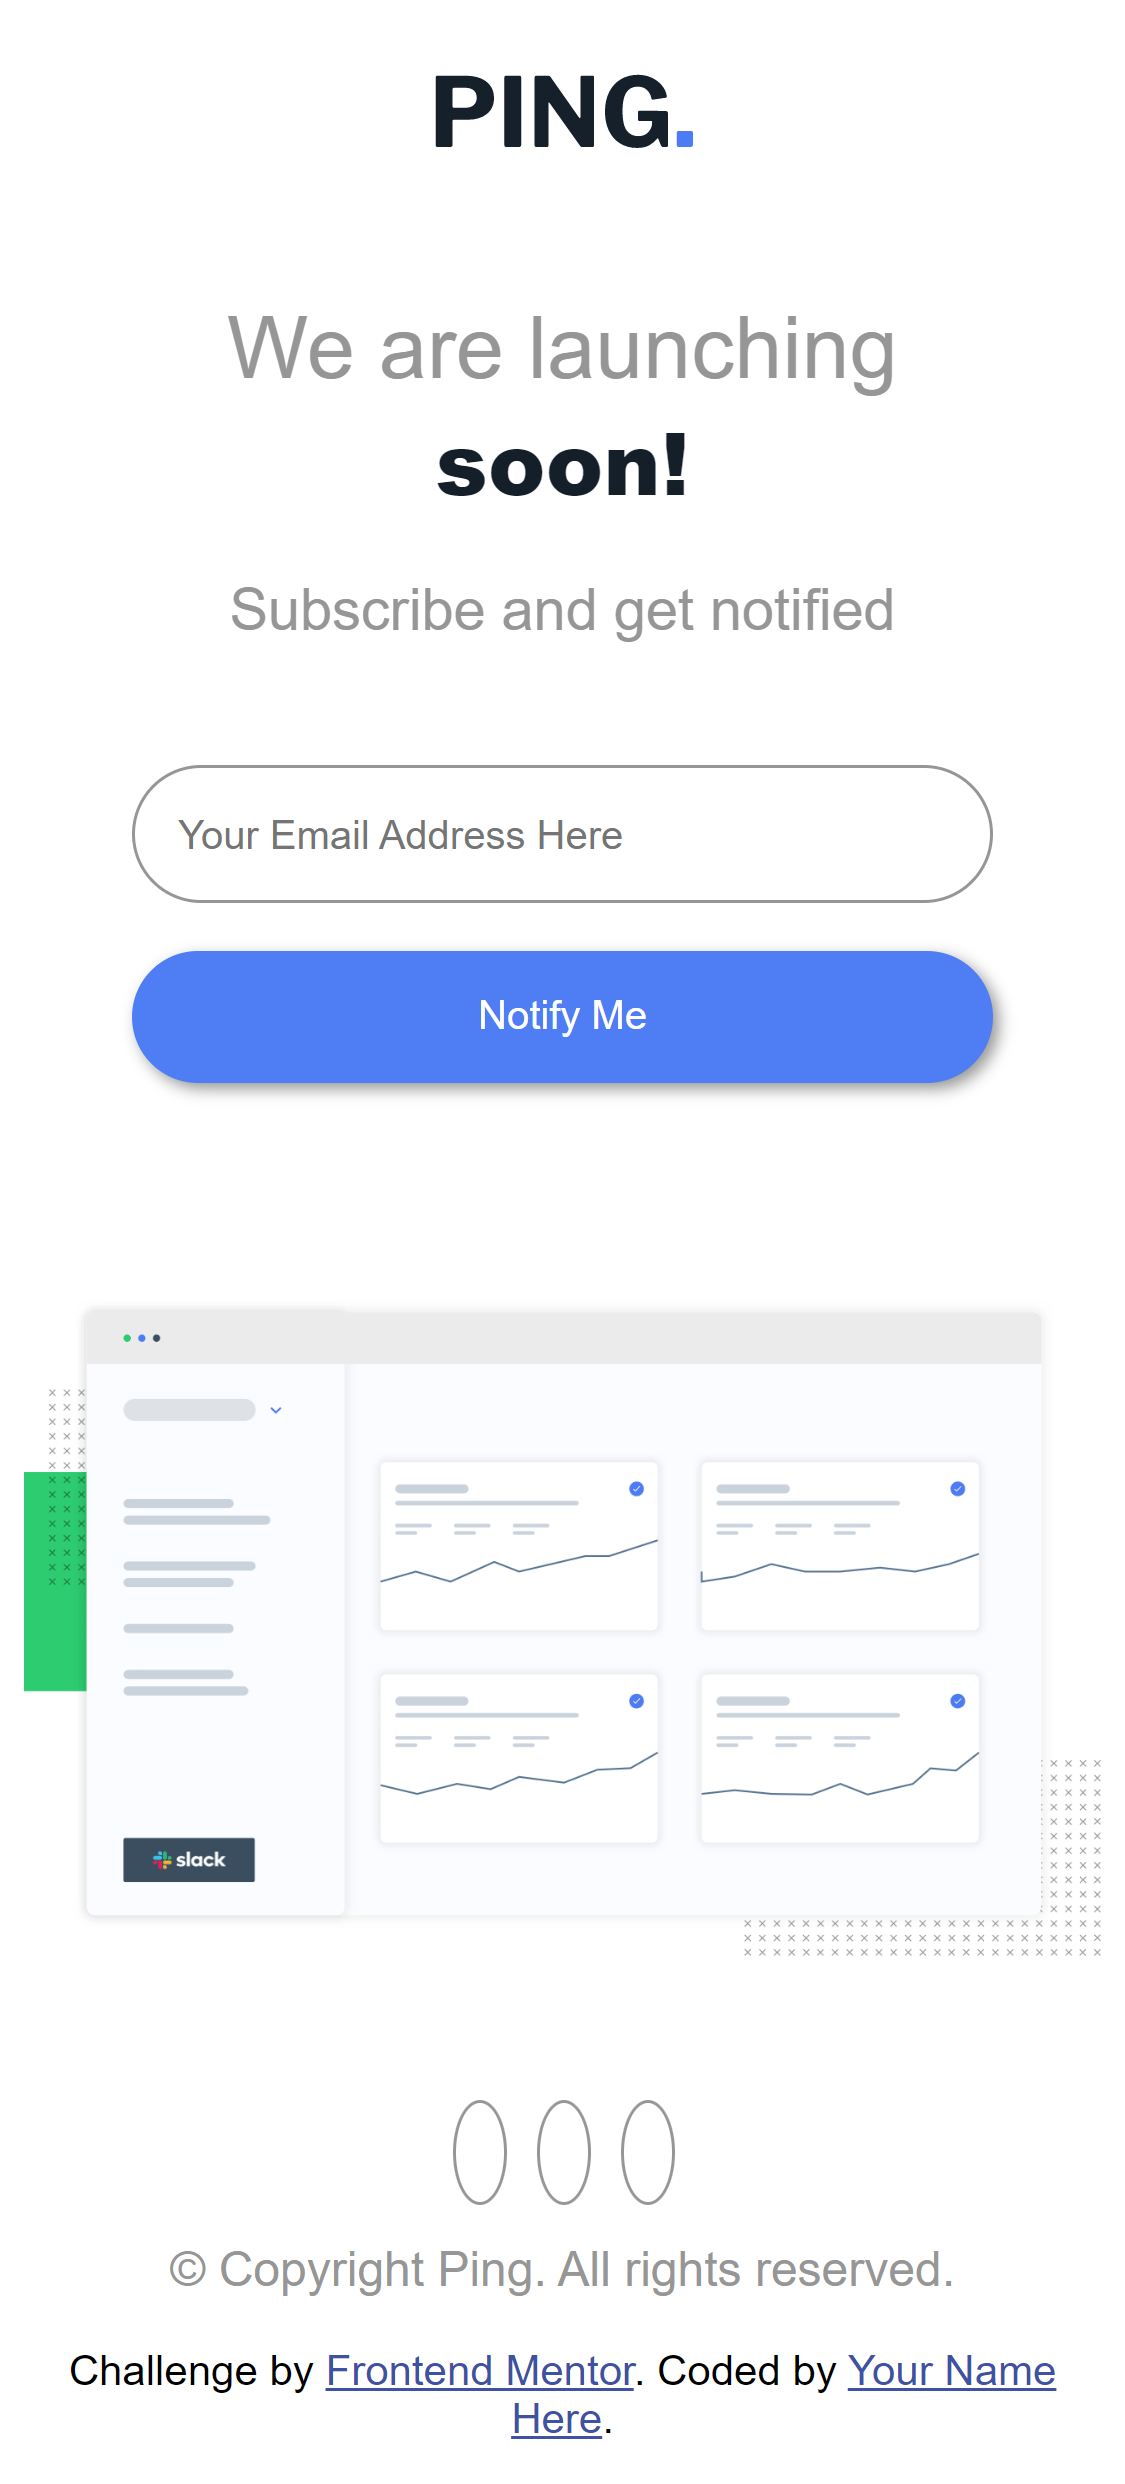 PING.
We are launching
soon!
Subscribe and get notified
Your Email Address Here
Notify Me
slack
© Copyright Ping. All rights reserved.
Challenge by Frontend Mentor. Coded by Your Name
Here.